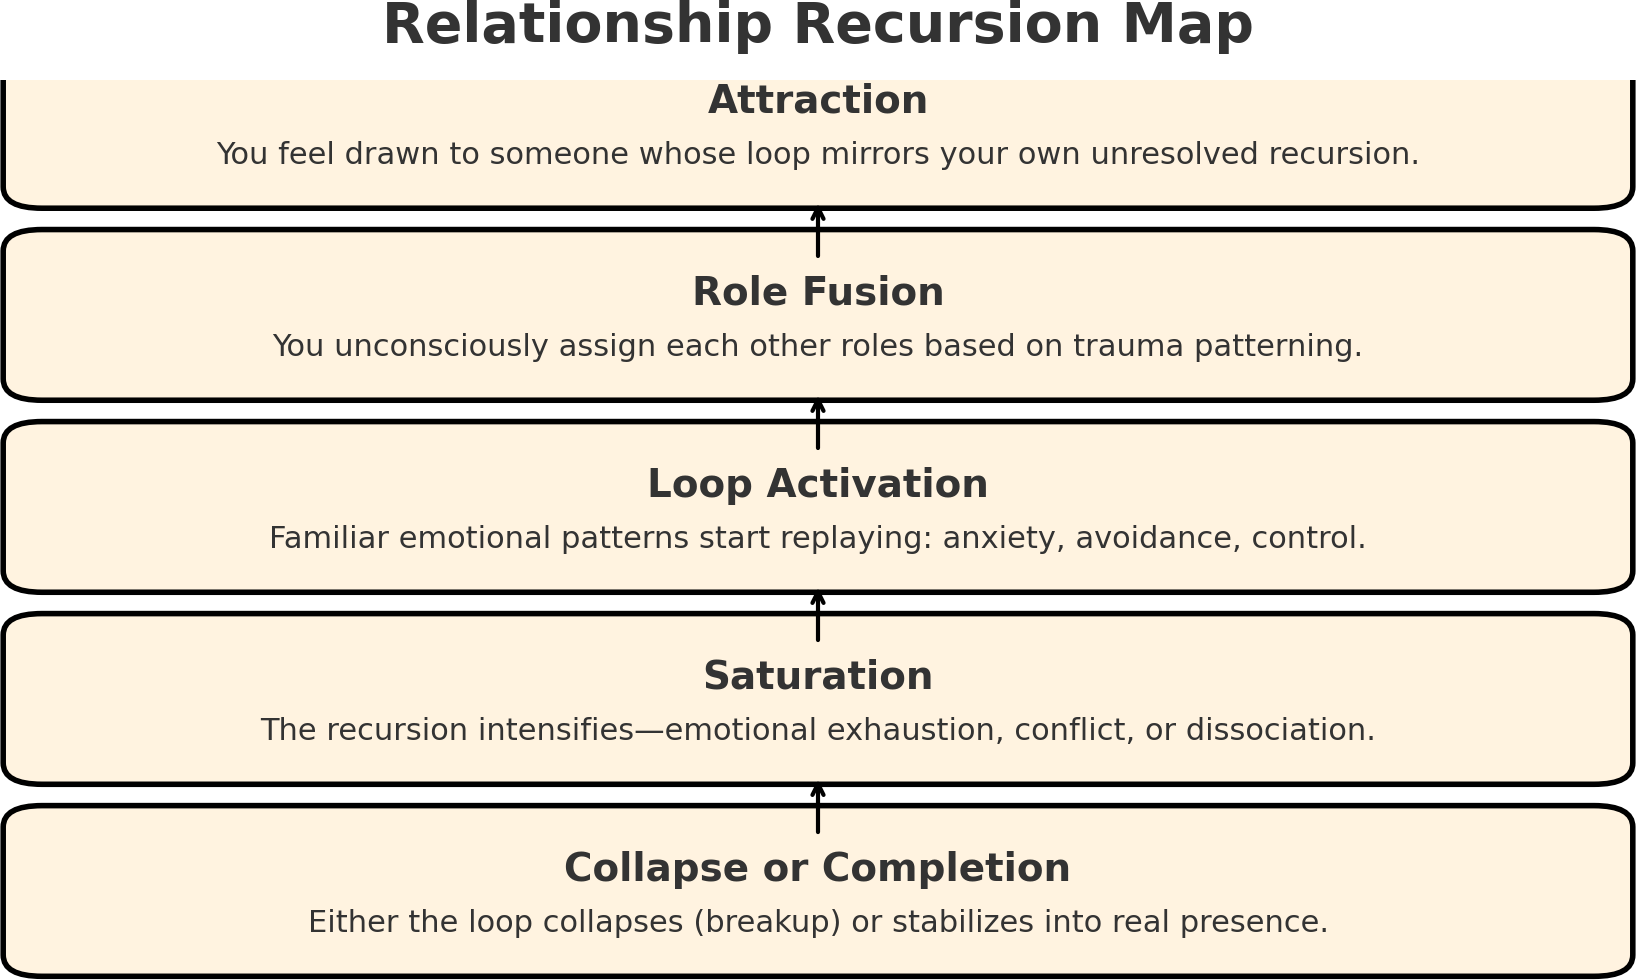 Relationship Recursion Map
Attraction
You feel drawn to someone whose loop mirrors your own unresolved recursion.
Role Fusion
You unconsciously assign each other roles based on trauma patterning.
Loop Activation
Familiar emotional patterns start replaying: anxiety, avoidance, control.
Saturation
The recursion intensifies—emotional exhaustion, conflict, or dissociation.
Collapse or Completion
Either the loop collapses (breakup) or stabilizes into real presence.